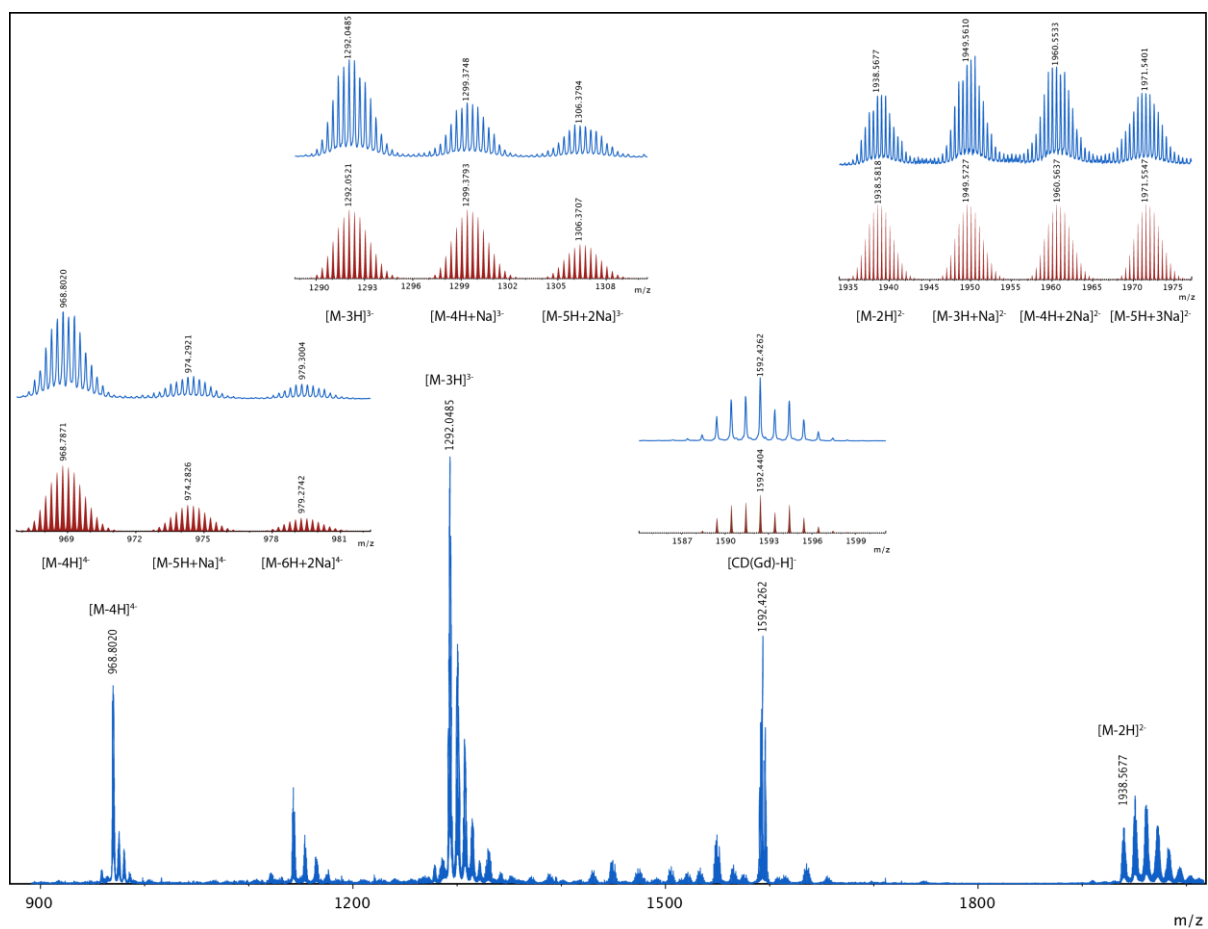 1292.0485
1299.3748
1306.3794
1292.0521
1299.3793
1306.3707
1290 1293 1296 1299 1302 1305 1308
m/z
[M-3H]3- [M-4H+Na]3- [M-5H+2Na]3-
1938.5677
1949.5610
1960.5533
1971.5401
1938.5818
1949.5727
1960.5637
1971.5547
1935 1940 1945 1950 1955 1960 1965 1970 1975
m/z
[M-2H]2- [M-3H+Na]2- [M-4H+2Na]2- [M-5H+3Na]2-
968.8020
974.2921
979.3004
968.7871
974.2826
979.2742
969 972 975 978 981
m/z
[M-4H]4- [M-5H+Na]4- [M-6H+2Na]4-
1592.4262
1592.4404
1587 1590 1593 1596 1599
m/z
[CD(Gd)-H]-
[M-4H]4-
968.8020
[M-3H]3-
1292.0485
1592.4262
[M-2H]2-
1938.5677
900 1200 1500 1800
m/z